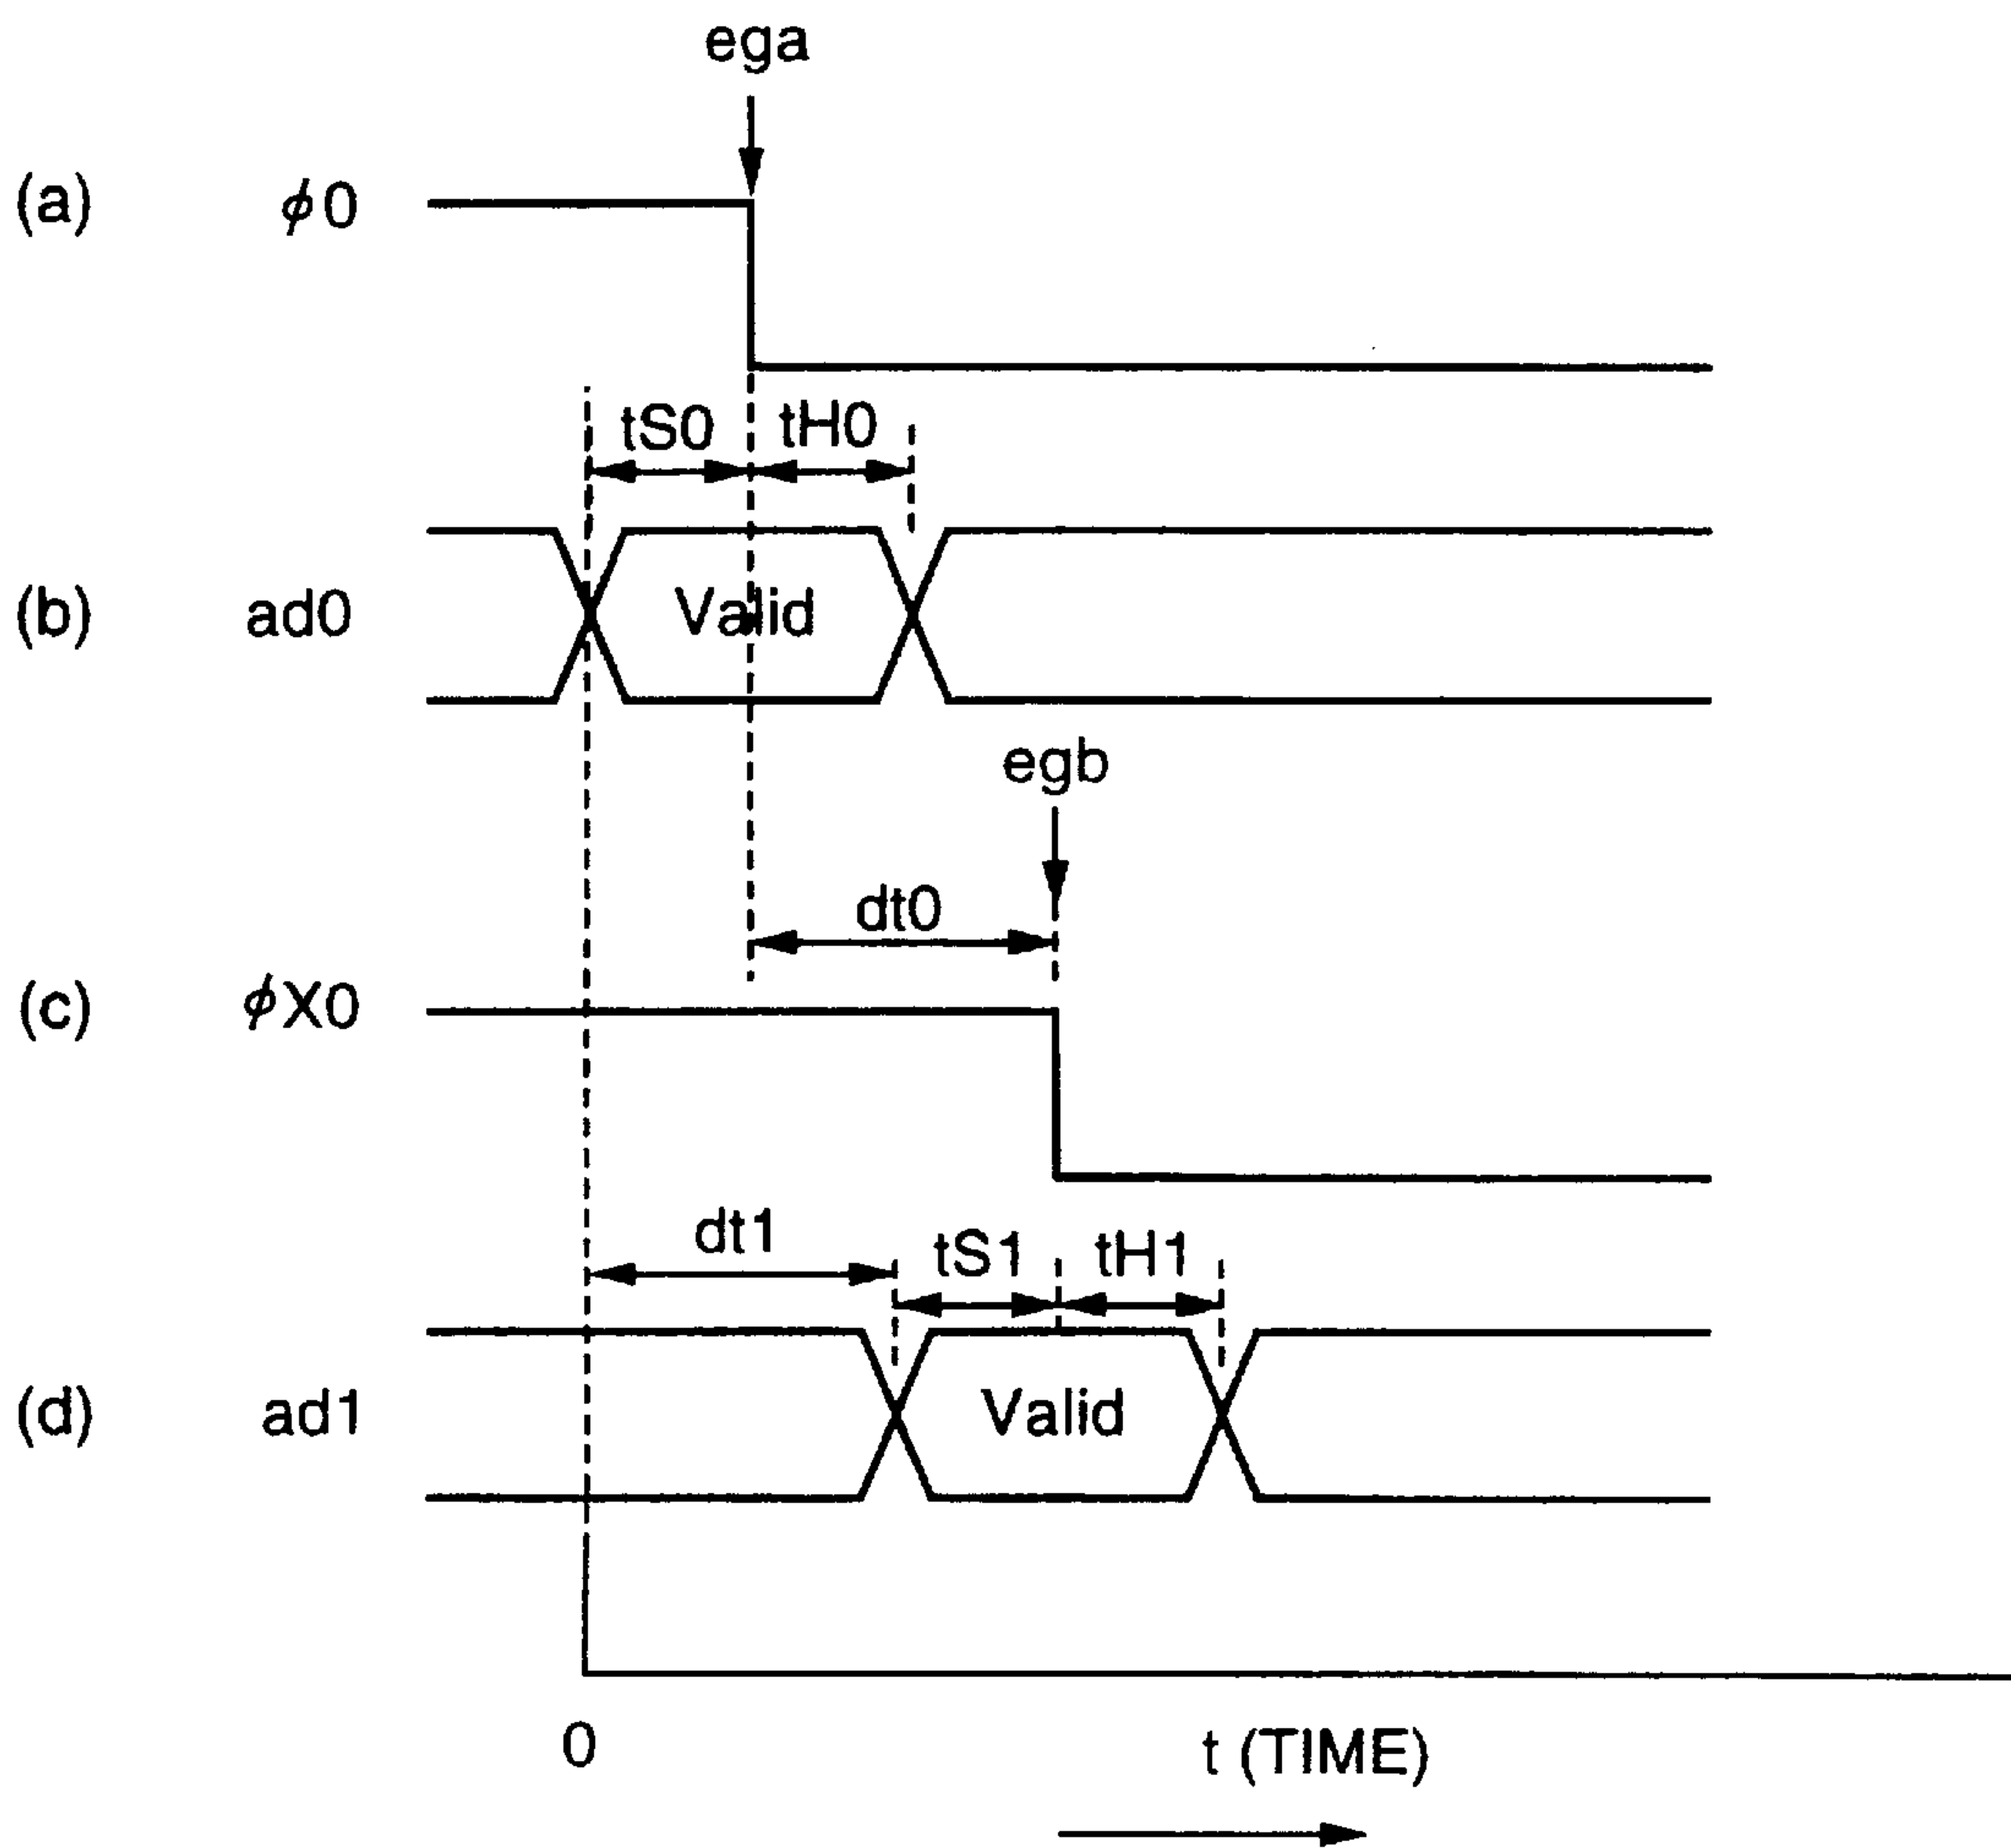 ega
(a) φ0
tS0 tH0
(b) ad0 Valid
egb
dt0
(c) φX0
dt1 tS1 tH1
(d) ad1 Valid
0 t (TIME)